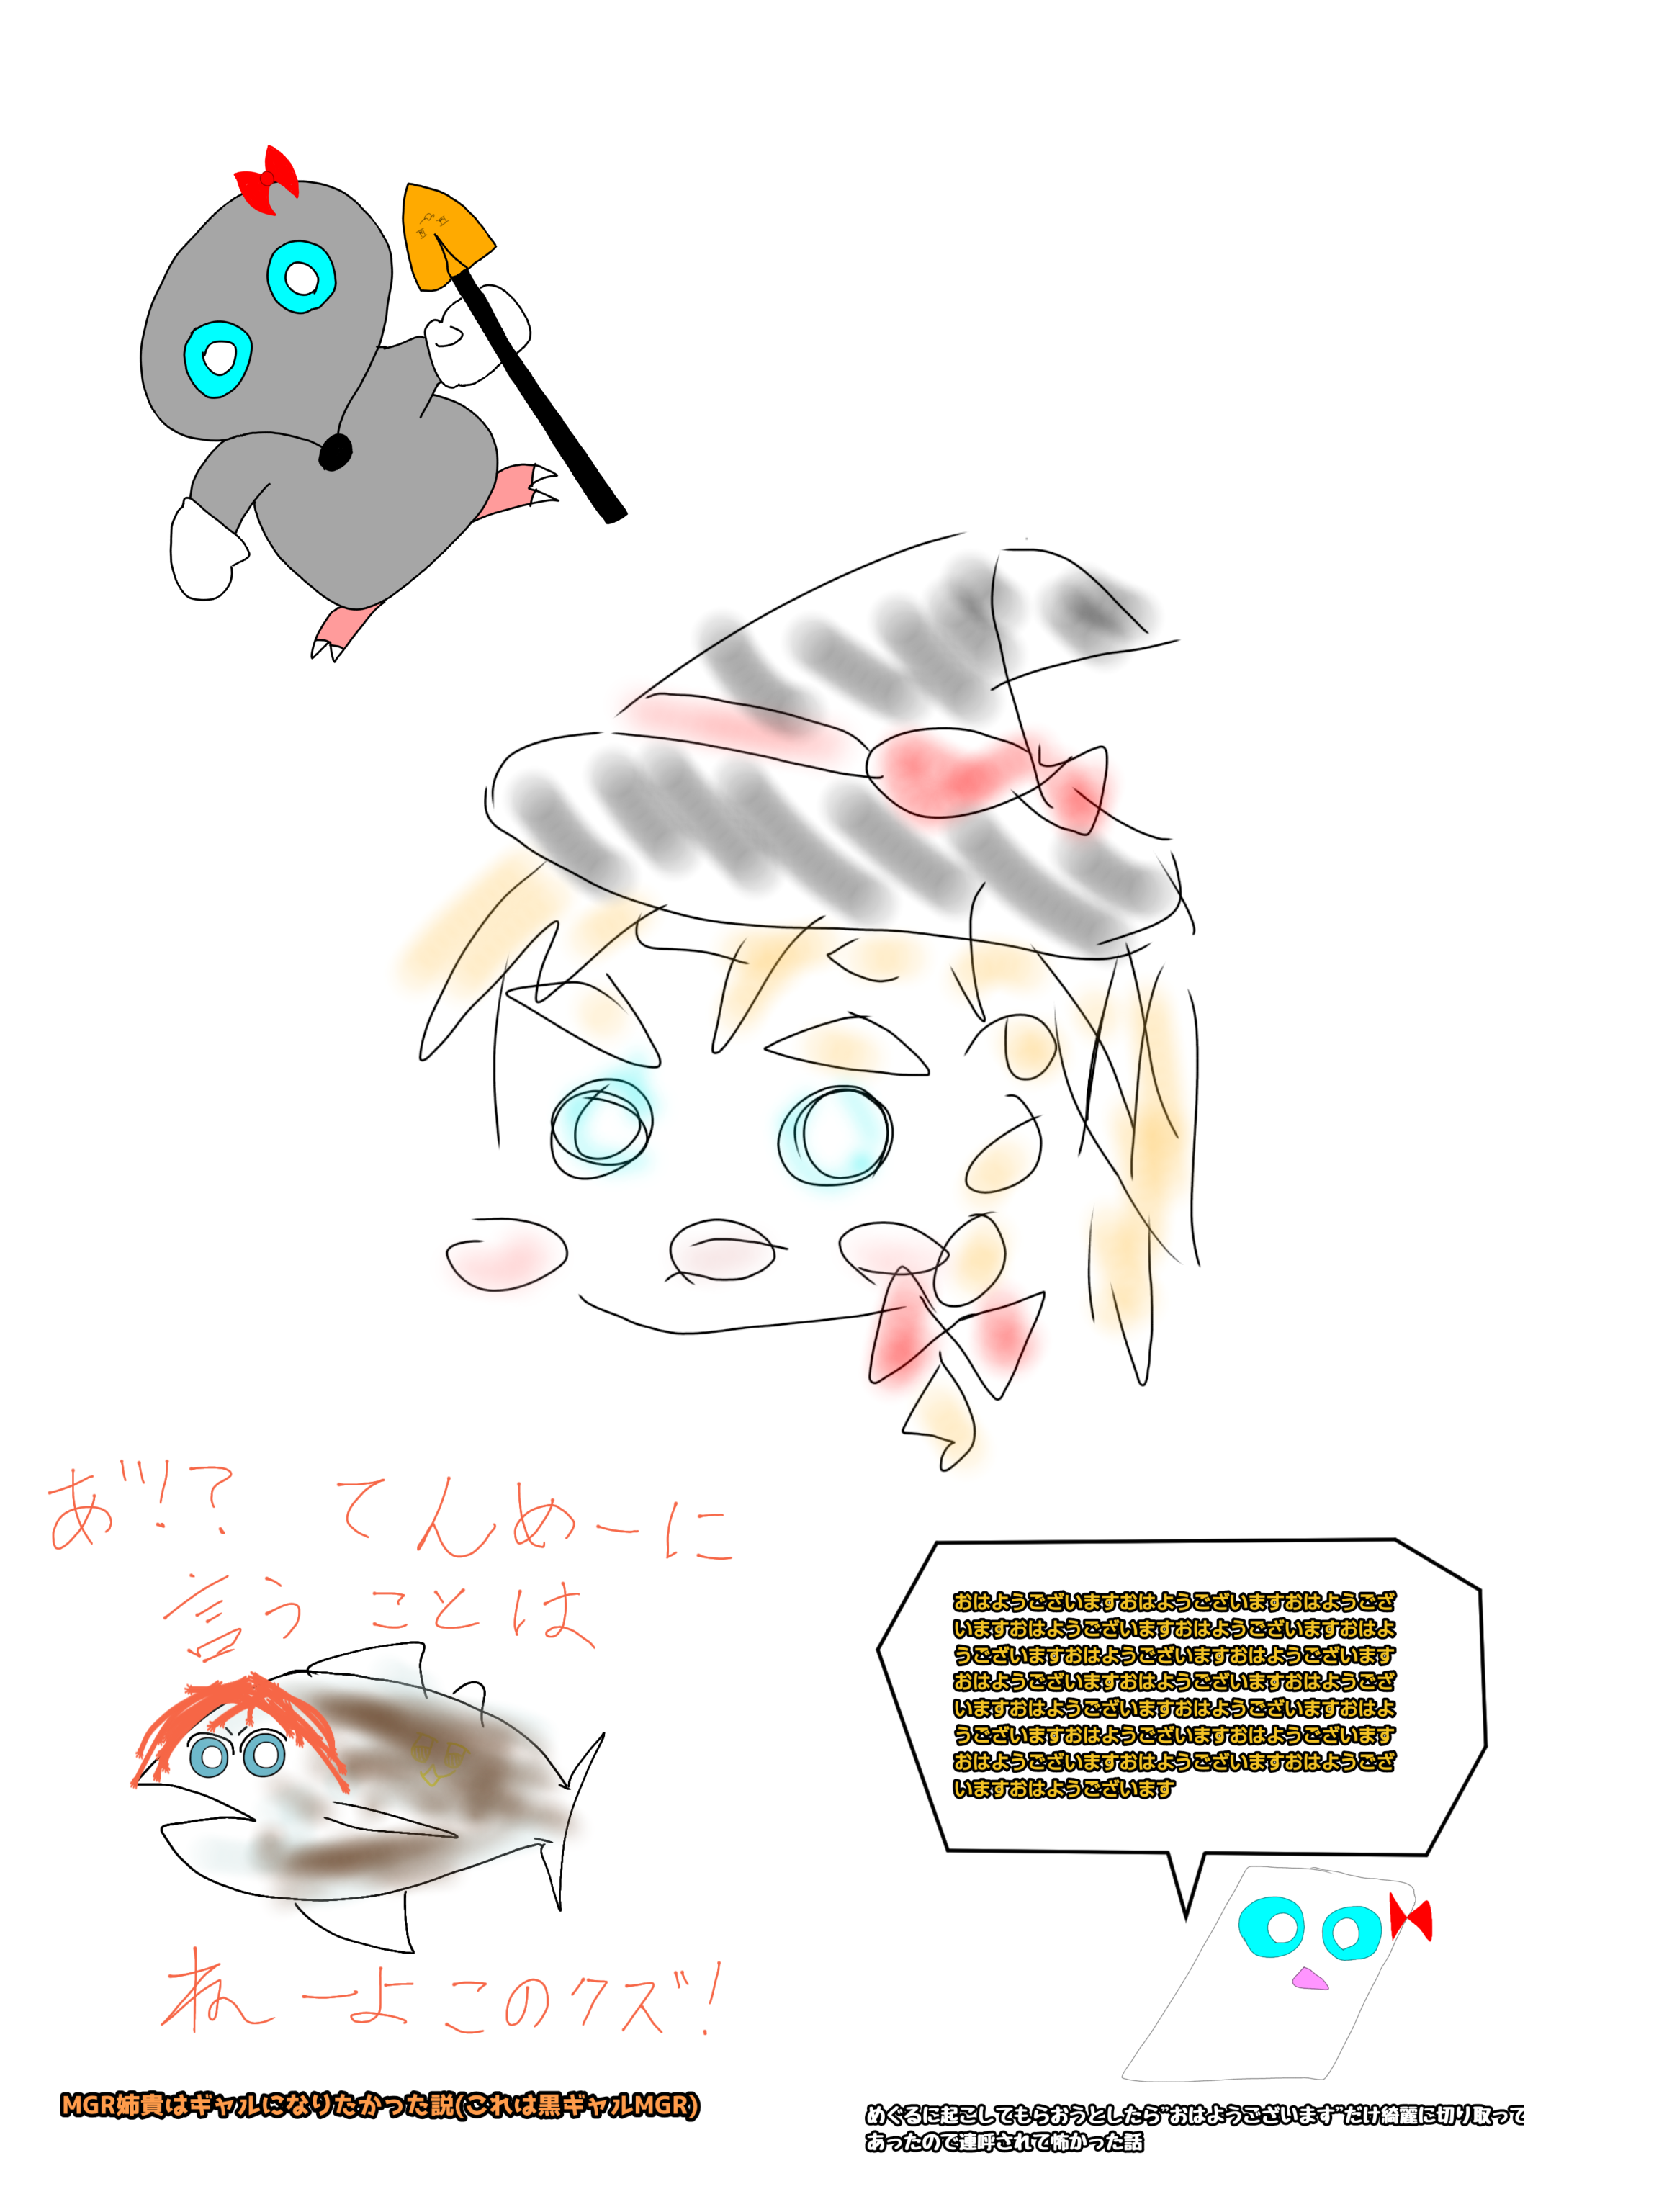 あ゛!? てんめーに
言うことは
ねーよこのクズ!
MGR姉貴はギャルになりたかった説(これは黒ギャルMGR)
おはようございますおはようございますおはようござ
いますおはようございますおはようございますおはよ
うございますおはようございますおはようございます
おはようございますおはようございますおはようござ
いますおはようございますおはようございますおはよ
うございますおはようございますおはようございます
おはようございますおはようございますおはようござ
いますおはようございます
めぐるに起こしてもらおうとしたら"おはようございます"だけ綺麗に切り取って
あったので連呼されて怖かった話